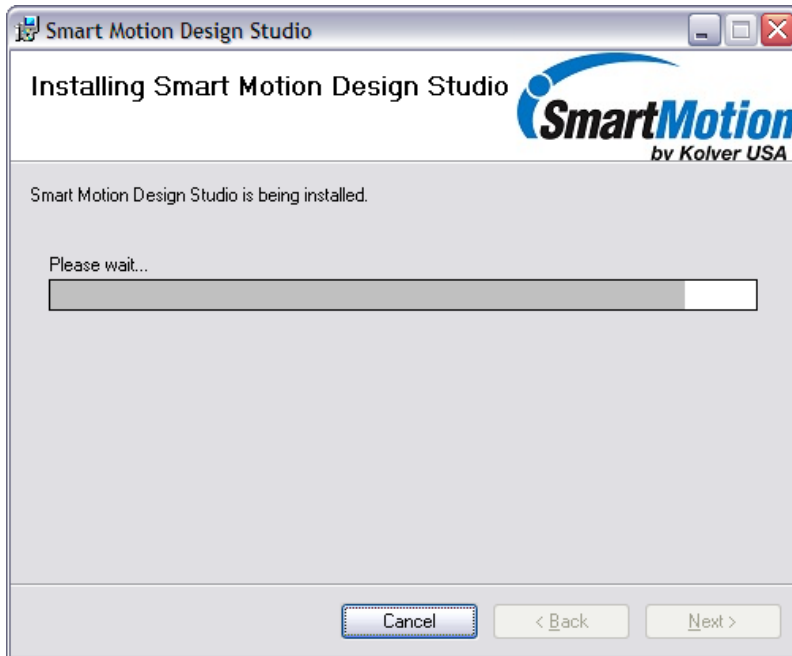 Smart Motion Design Studio
Installing Smart Motion Design Studio
SmartMotion
by Kolver USA
Smart Motion Design Studio is being installed.
Please wait...
Cancel
< Back
Next >